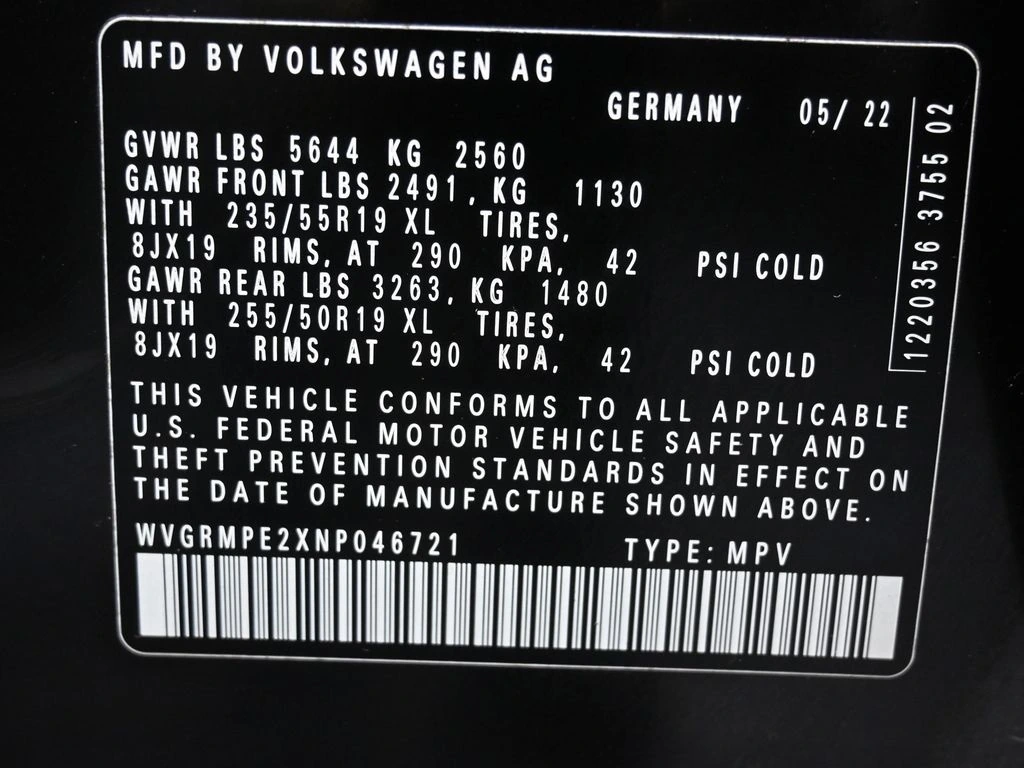 MFD BY VOLKSWAGEN AG
GERMANY 05/ 22
GVWR LBS 5644 KG 2560
GAWR FRONT LBS 2491, KG 1130
WITH 235/55R19 XL TIRES,
8JX19 RIMS, AT 290 KPA, 42 PSI COLD
GAWR REAR LBS 3263, KG 1480
WITH 255/50R19 XL TIRES,
8JX19 RIMS, AT 290 KPA, 42 PSI COLD
THIS VEHICLE CONFORMS TO ALL APPLICABLE
U.S. FEDERAL MOTOR VEHICLE SAFETY AND
THEFT PREVENTION STANDARDS IN EFFECT ON
THE DATE OF MANUFACTURE SHOWN ABOVE.
WVGRMPE2XNP046721 TYPE: MPV
1220356 3755 02